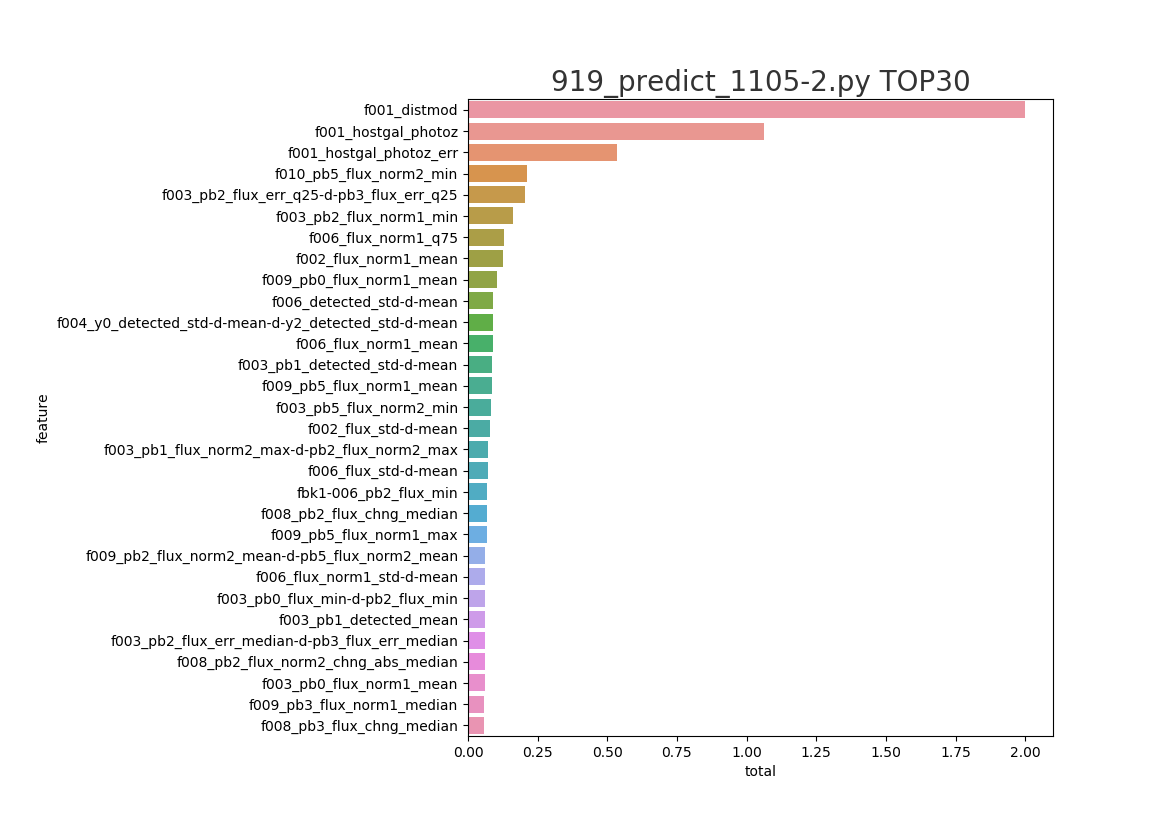 919_predict_1105-2.py TOP30
feature
f001_distmod
f001_hostgal_photoz
f001_hostgal_photoz_err
f010_pb5_flux_norm2_min
f003_pb2_flux_err_q25-d-pb3_flux_err_q25
f003_pb2_flux_norm1_min
f006_flux_norm1_q75
f002_flux_norm1_mean
f009_pb0_flux_norm1_mean
f006_detected_std-d-mean
f004_y0_detected_std-d-mean-d-y2_detected_std-d-mean
f006_flux_norm1_mean
f003_pb1_detected_std-d-mean
f009_pb5_flux_norm1_mean
f003_pb5_flux_norm2_min
f002_flux_std-d-mean
f003_pb1_flux_norm2_max-d-pb2_flux_norm2_max
f006_flux_std-d-mean
fbk1-006_pb2_flux_min
f008_pb2_flux_chng_median
f009_pb5_flux_norm1_max
f009_pb2_flux_norm2_mean-d-pb5_flux_norm2_mean
f006_flux_norm1_std-d-mean
f003_pb0_flux_min-d-pb2_flux_min
f003_pb1_detected_mean
f003_pb2_flux_err_median-d-pb3_flux_err_median
f008_pb2_flux_norm2_chng_abs_median
f003_pb0_flux_norm1_mean
f009_pb3_flux_norm1_median
f008_pb3_flux_chng_median
0.00 0.25 0.50 0.75 1.00 1.25 1.50 1.75 2.00
total